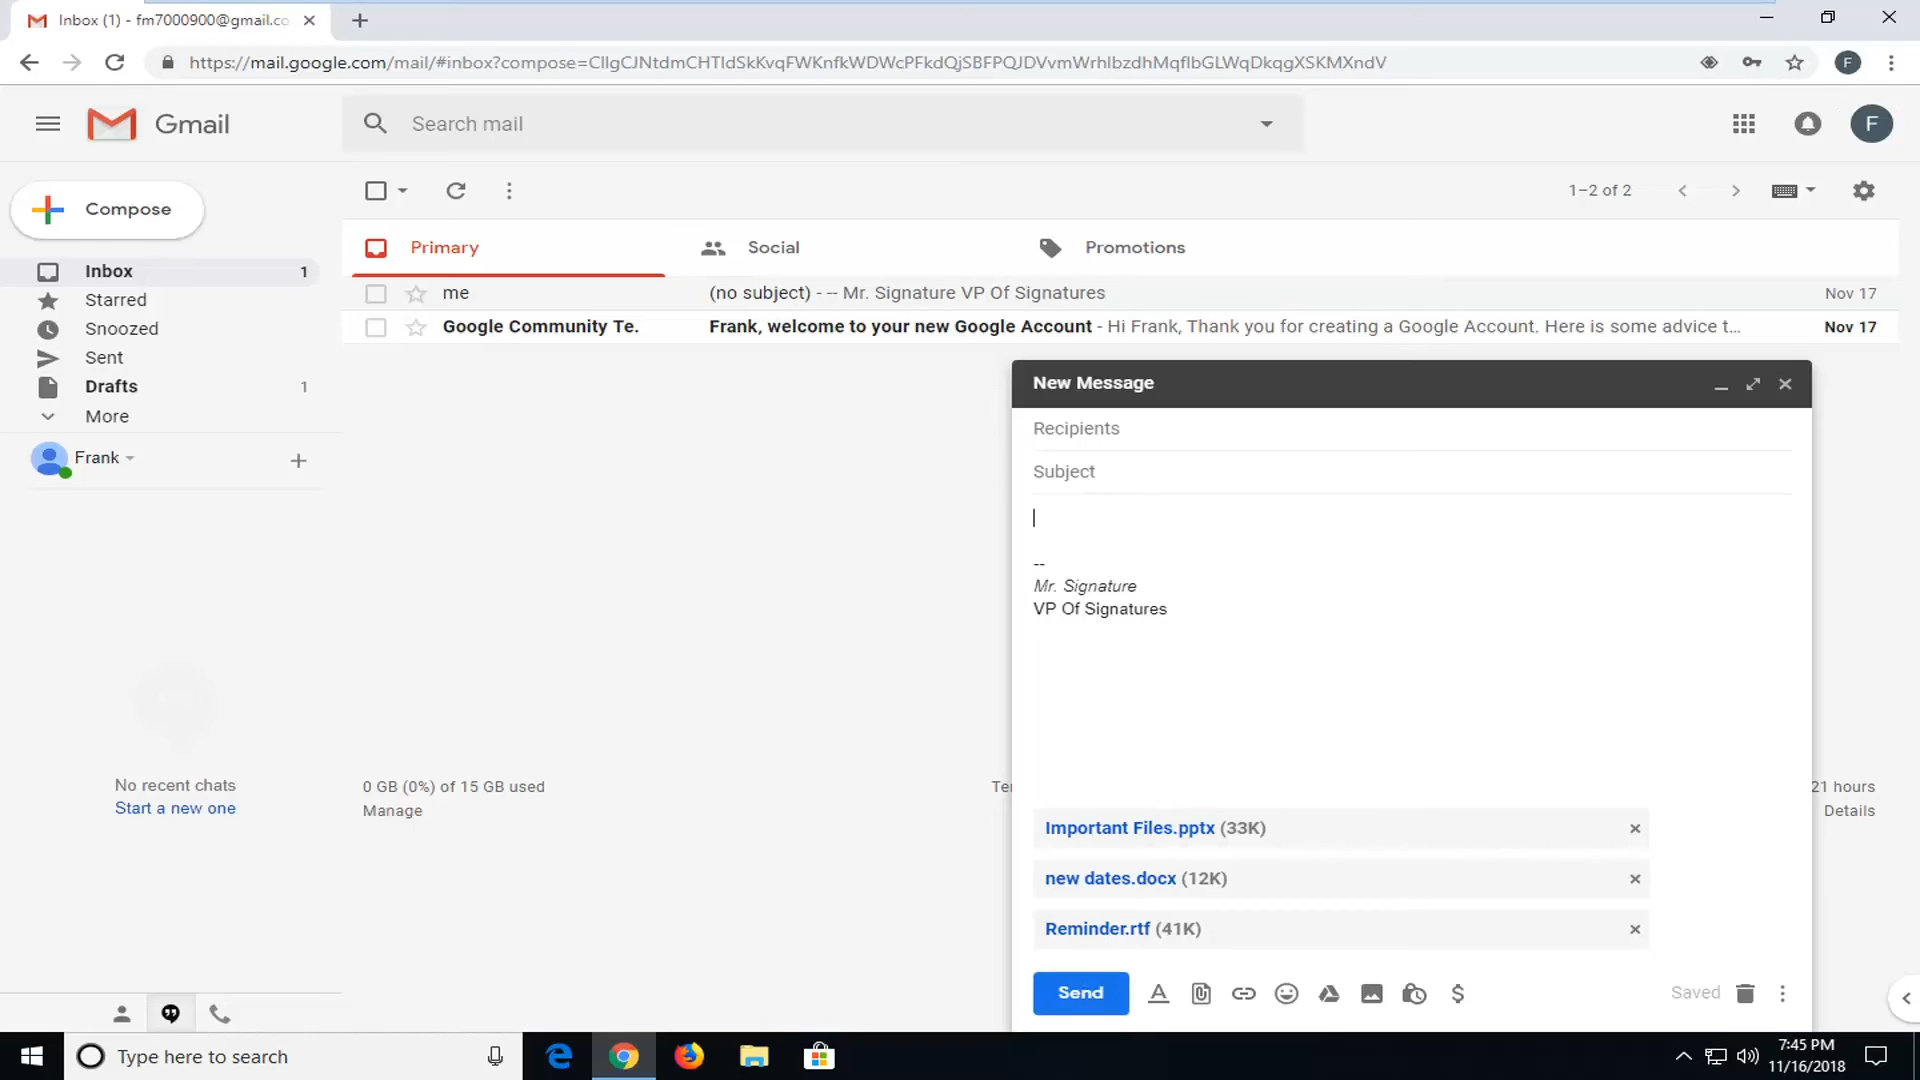 Inbox (1) - fm7000900@gmail.co
https://mail.google.com/mail/#inbox?compose=CllgCJNtdmCHTldSkKvqFWKnfkWDWcPFkdQjSBFPQJDVvmWrhlbzdhMqflbGLWqDkqgXSKMXndV
F
Gmail
Search mail
F
Compose
1–2 of 2
Primary
Social
Promotions
Inbox 1
Starred
Snoozed
Sent
Drafts 1
More
Frank
me (no subject) - -- Mr. Signature VP Of Signatures Nov 17
Google Community Te. Frank, welcome to your new Google Account - Hi Frank, Thank you for creating a Google Account. Here is some advice t… Nov 17
New Message
Recipients
Subject
--
Mr. Signature
VP Of Signatures
No recent chats
Start a new one
0 GB (0%) of 15 GB used
Manage
21 hours
Details
Important Files.pptx (33K)
new dates.docx (12K)
Reminder.rtf (41K)
Send
Saved
Type here to search
7:45 PM
11/16/2018